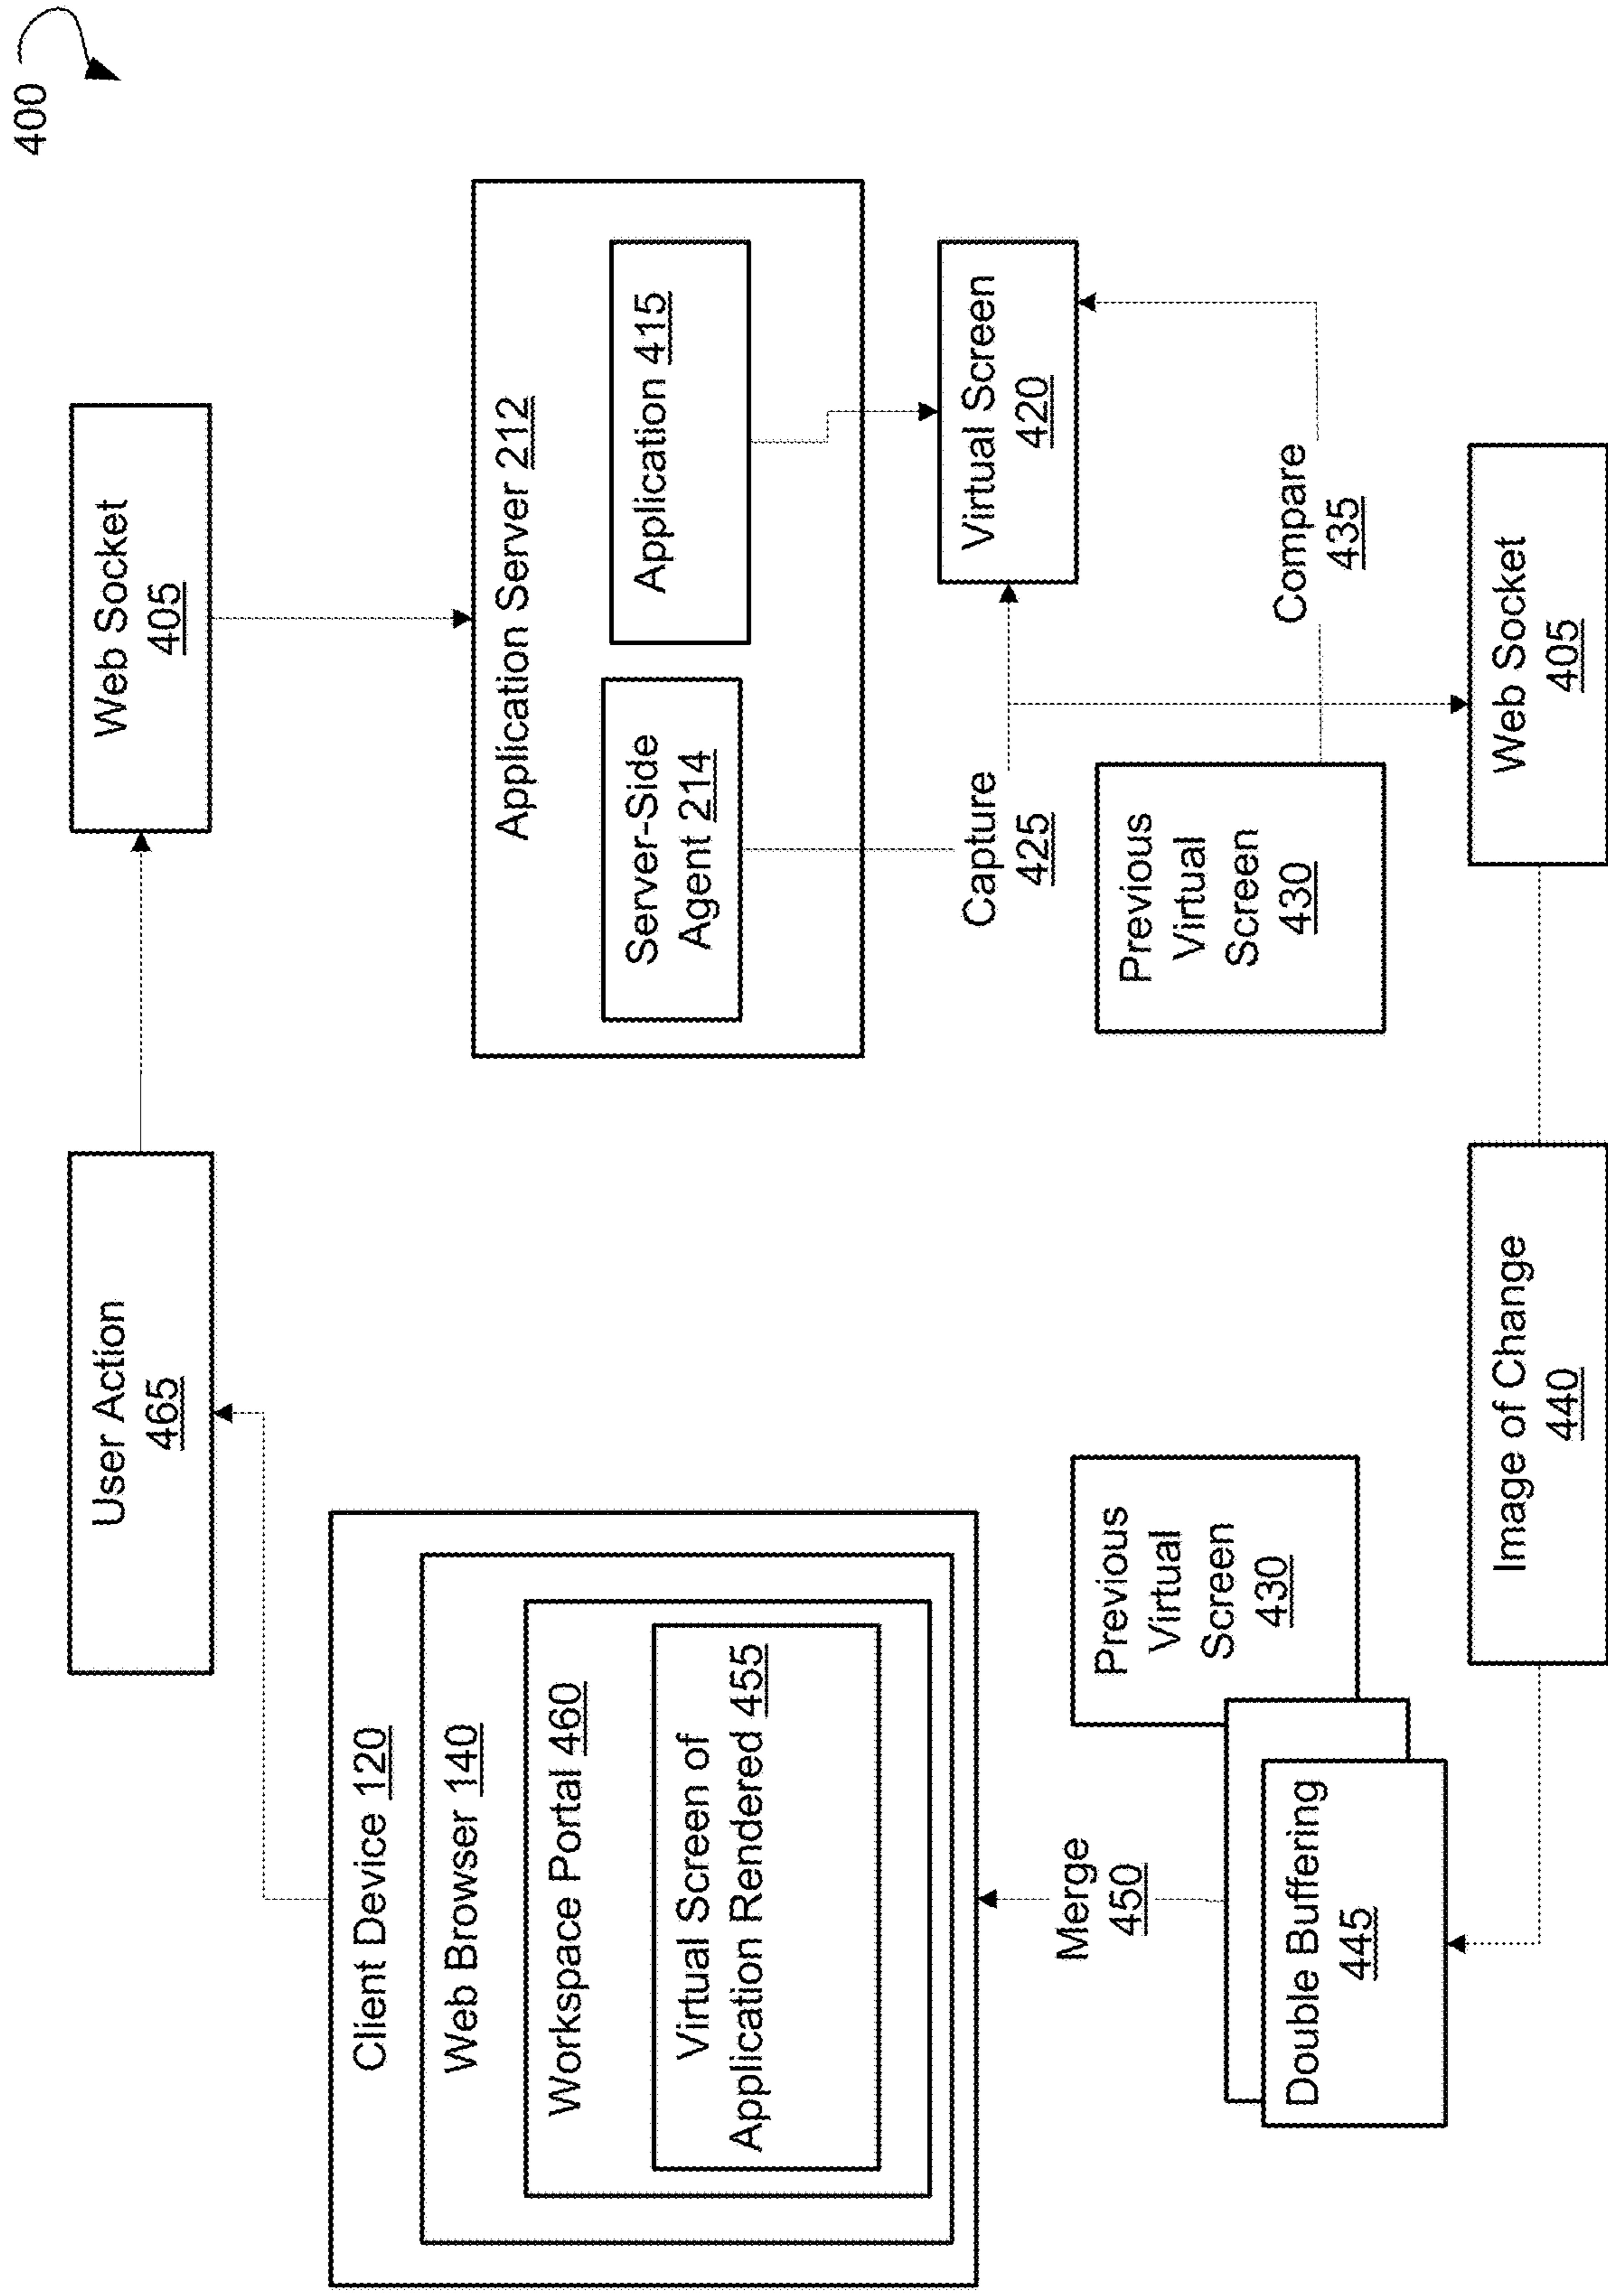 400
User Action
465
Web Socket
405
Client Device 120
Web Browser 140
Workspace Portal 460
Virtual Screen of
Application Rendered 455
Application Server 212
Server-Side
Agent 214
Application 415
Merge
450
Capture
425
Virtual Screen
420
Previous
Virtual
Screen
430
Double Buffering
445
Previous
Virtual
Screen
430
Compare
435
Image of Change
440
Web Socket
405